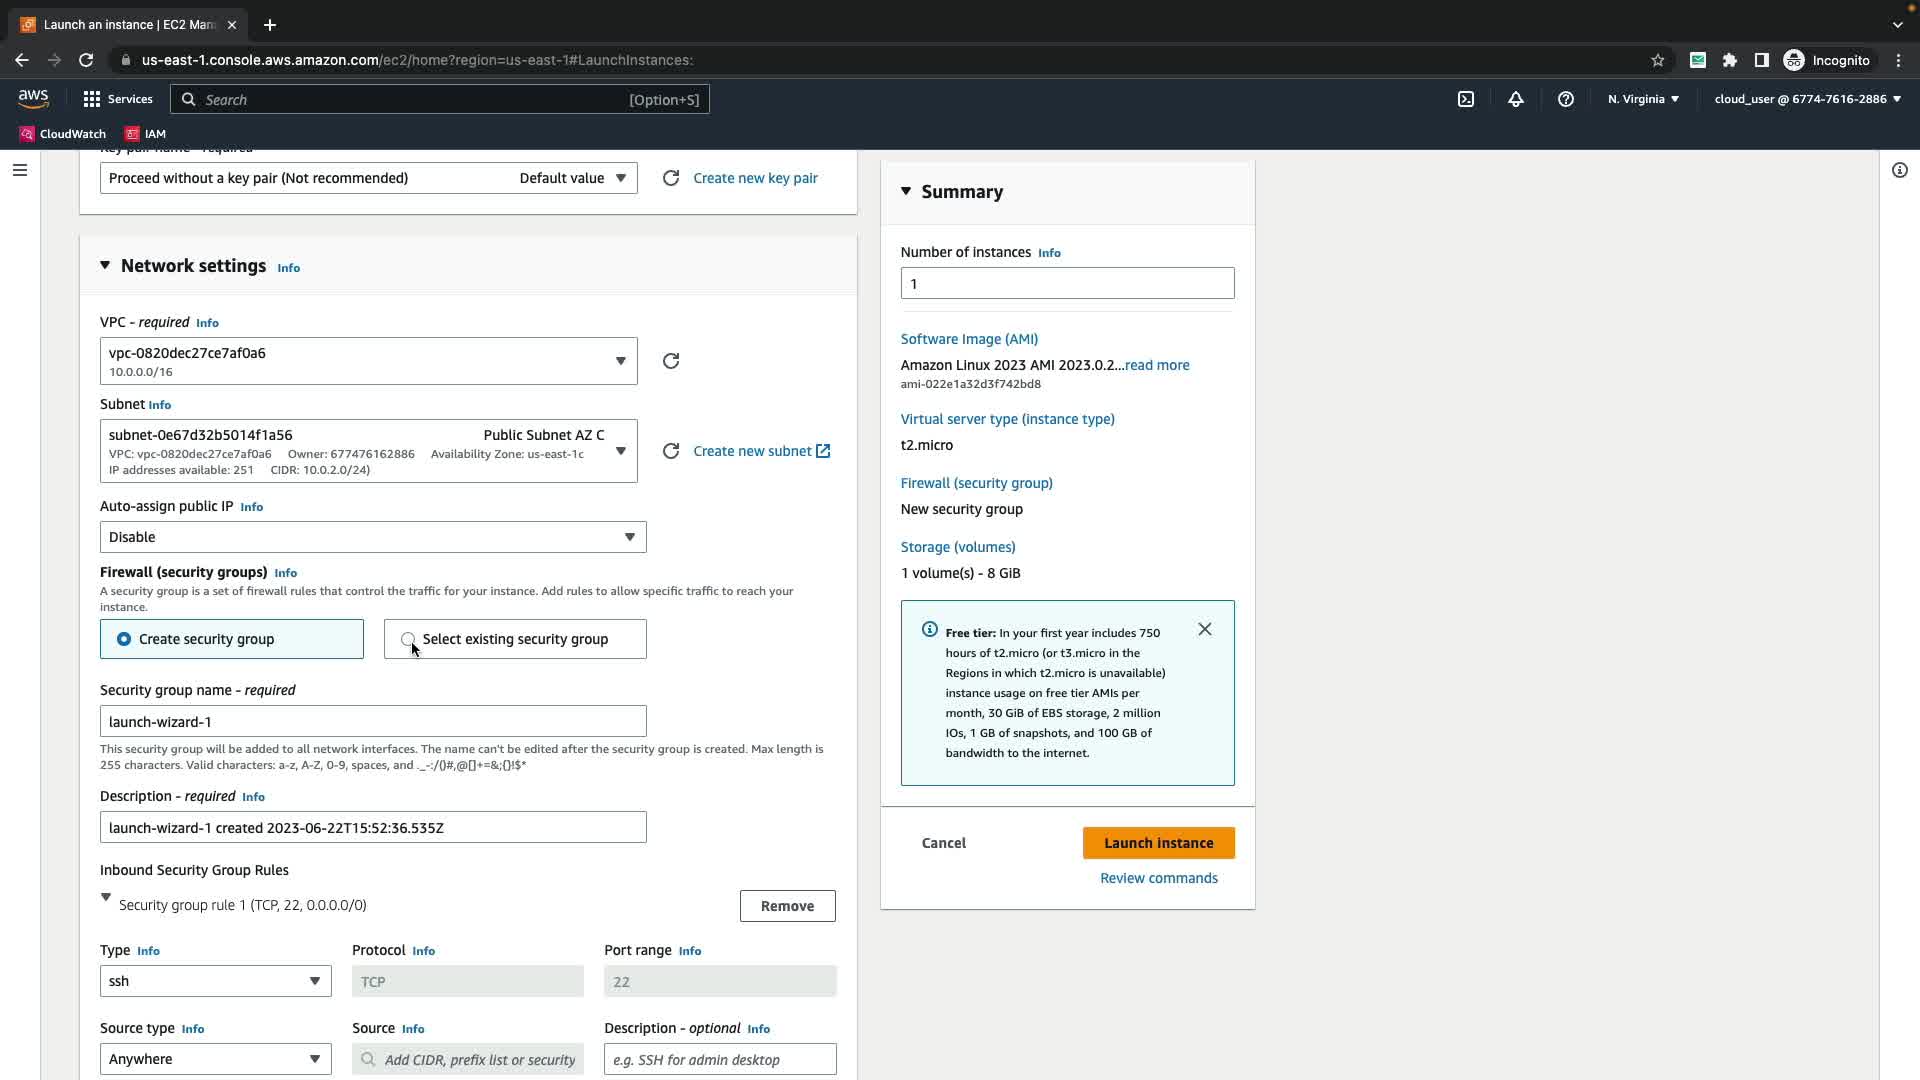 Launch an instance | EC2 Man
us-east-1.console.aws.amazon.com/ec2/home?region=us-east-1#LaunchInstances:
Incognito
aws
Services
Search
[Option+S]
N. Virginia
cloud_user @ 6774-7616-2886
CloudWatch
IAM
Key pair name - required
Proceed without a key pair (Not recommended)
Default value
Create new key pair
Network settings Info
VPC - required Info
vpc-0820dec27ce7af0a6
10.0.0.0/16
Subnet Info
subnet-0e67d32b5014f1a56
Public Subnet AZ C
VPC: vpc-0820dec27ce7af0a6 Owner: 677476162886 Availability Zone: us-east-1c
IP addresses available: 251 CIDR: 10.0.2.0/24)
Create new subnet
Auto-assign public IP Info
Disable
Firewall (security groups) Info
A security group is a set of firewall rules that control the traffic for your instance. Add rules to allow specific traffic to reach your
instance.
Create security group
Select existing security group
Security group name - required
launch-wizard-1
This security group will be added to all network interfaces. The name can't be edited after the security group is created. Max length is
255 characters. Valid characters: a-z, A-Z, 0-9, spaces, and ._-:/()#,@[]+=&;{}!$*
Description - required Info
launch-wizard-1 created 2023-06-22T15:52:36.535Z
Inbound Security Group Rules
Security group rule 1 (TCP, 22, 0.0.0.0/0)
Remove
Type Info
Protocol Info
Port range Info
ssh
TCP
22
Source type Info
Source Info
Description - optional Info
Anywhere
Add CIDR, prefix list or security
e.g. SSH for admin desktop
Summary
Number of instances Info
1
Software Image (AMI)
Amazon Linux 2023 AMI 2023.0.2...read more
ami-022e1a32d3f742bd8
Virtual server type (instance type)
t2.micro
Firewall (security group)
New security group
Storage (volumes)
1 volume(s) - 8 GiB
Free tier: In your first year includes 750
hours of t2.micro (or t3.micro in the
Regions in which t2.micro is unavailable)
instance usage on free tier AMIs per
month, 30 GiB of EBS storage, 2 million
IOs, 1 GB of snapshots, and 100 GB of
bandwidth to the internet.
Cancel
Launch instance
Review commands